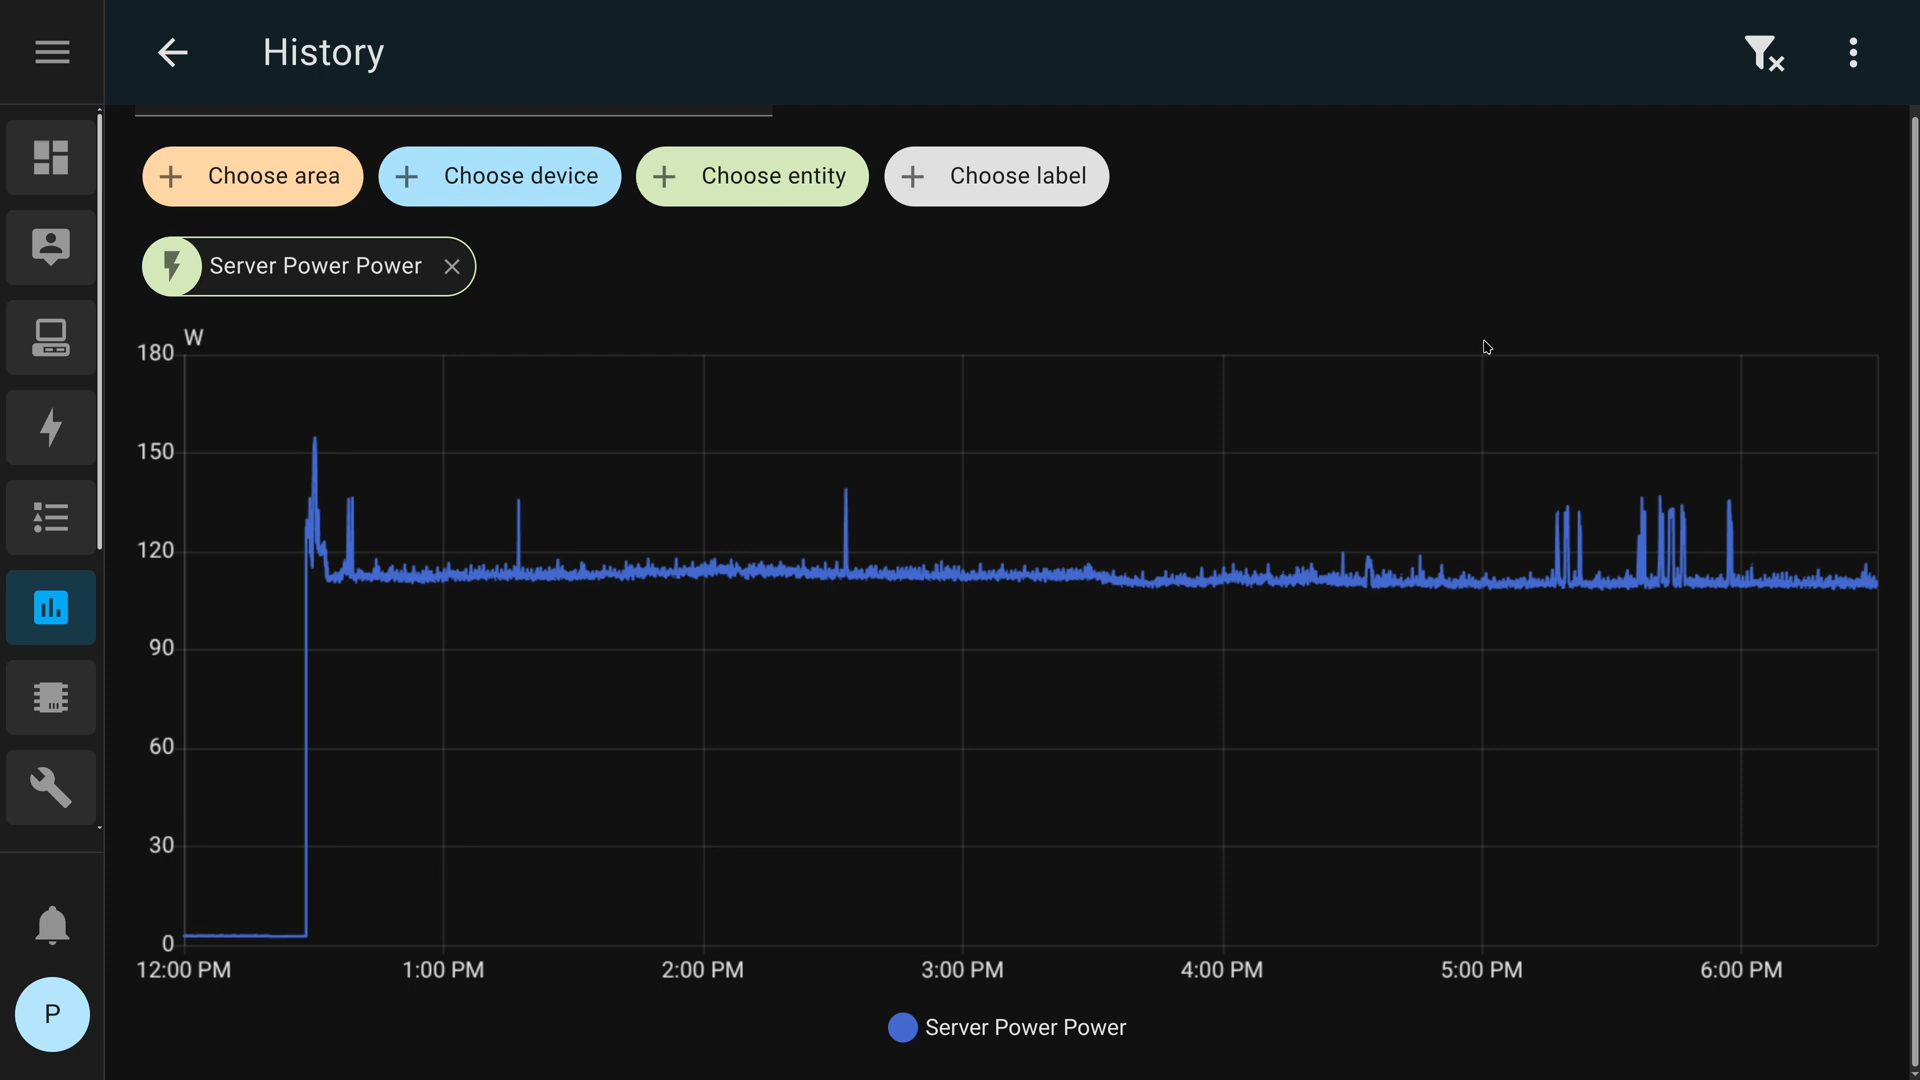 History
Choose area
Choose device
Choose entity
Choose label
Server Power Power
W
180
150
120
90
60
30
0
12:00 PM
1:00 PM
2:00 PM
3:00 PM
4:00 PM
5:00 PM
6:00 PM
Server Power Power
P